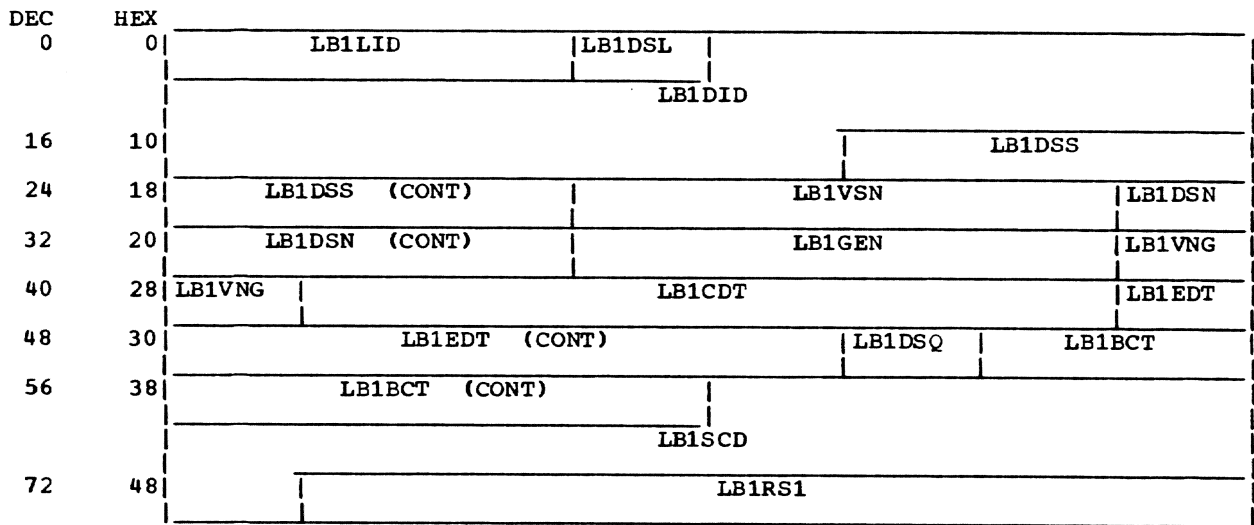 DEC HEX
0 0 LB1LID LB1DSL
LB1DID
16 10 LB1DSS
24 18 LB1DSS (CONT) LB1VSN LB1DSN
32 20 LB1DSN (CONT) LB1GEN LB1VNG
40 28 LB1VNG LB1CDT LB1EDT
48 30 LB1EDT (CONT) LB1DSQ LB1BCT
56 38 LB1BCT (CONT)
LB1SCD
72 48 LB1RS1